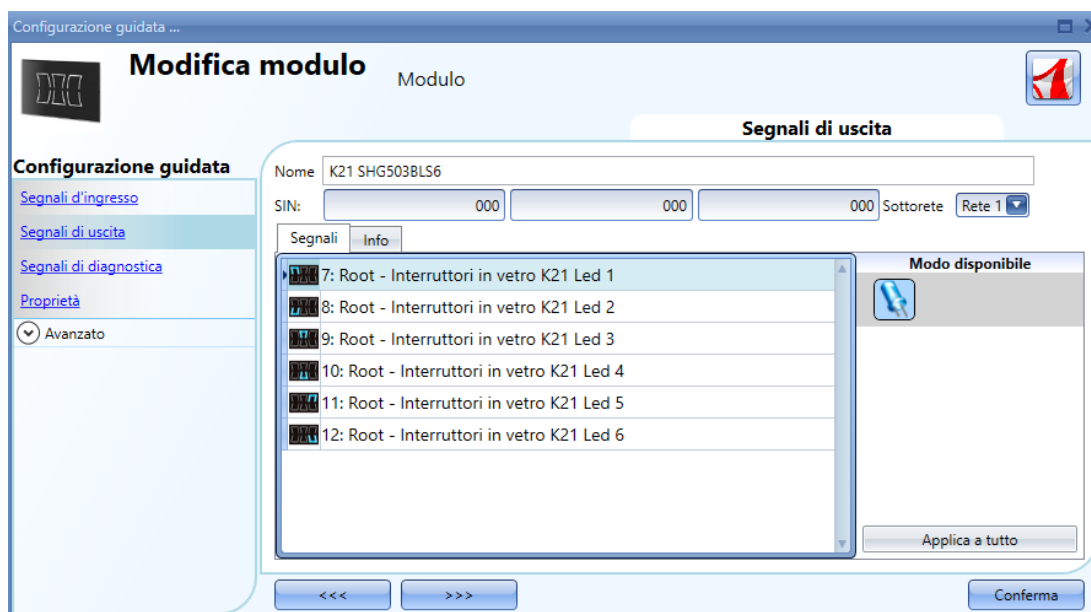 Configurazione guidata ...
Modifica modulo
Modulo
Segnali di uscita
Configurazione guidata
Segnali d'ingresso
Segnali di uscita
Segnali di diagnostica
Proprietà
Avanzato
Nome K21 SHG503BLS6
SIN: 000 000 000 Sottorete Rete 1
Segnali Info
7: Root - Interruttori in vetro K21 Led 1
8: Root - Interruttori in vetro K21 Led 2
9: Root - Interruttori in vetro K21 Led 3
10: Root - Interruttori in vetro K21 Led 4
11: Root - Interruttori in vetro K21 Led 5
12: Root - Interruttori in vetro K21 Led 6
Modo disponibile
Applica a tutto
<<< >>> Conferma